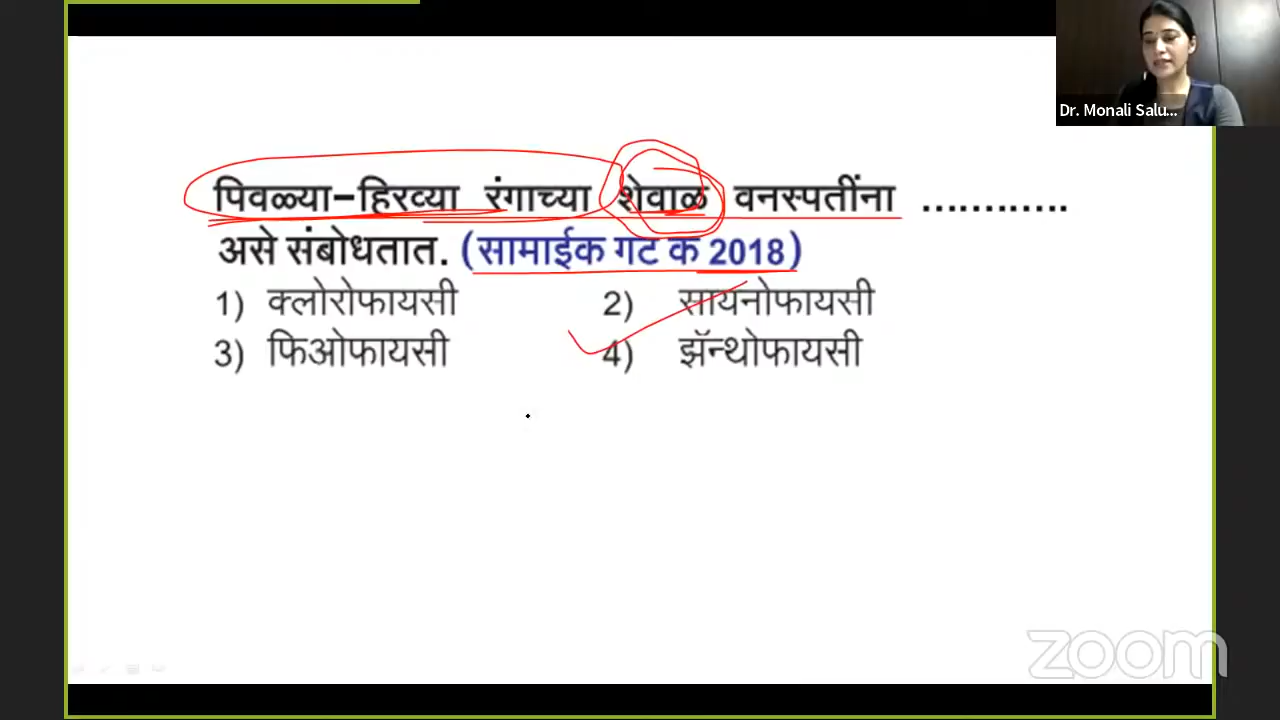 Dr. Monali Salu...
पिवळ्या-हिरव्या रंगाच्या शेवाळ वनस्पतींना ............
असे संबोधतात. (सामाईक गट क 2018)
1) क्लोरोफायसी 2) सायनोफायसी
3) फिओफायसी 4) झॅन्थोफायसी
zoom